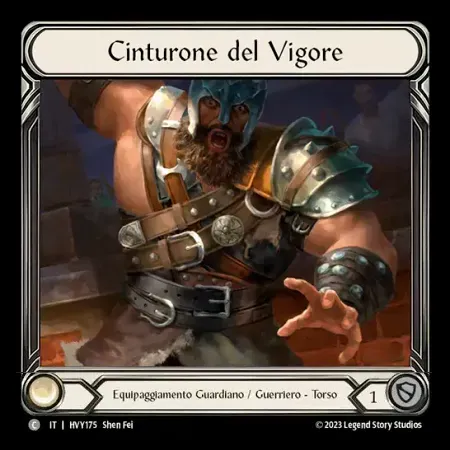 Cinturone del Vigore
Equipaggiamento Guardiano / Guerriero - Torso
1
C IT | HVY175 Shen Fei
© 2023 Legend Story Studios